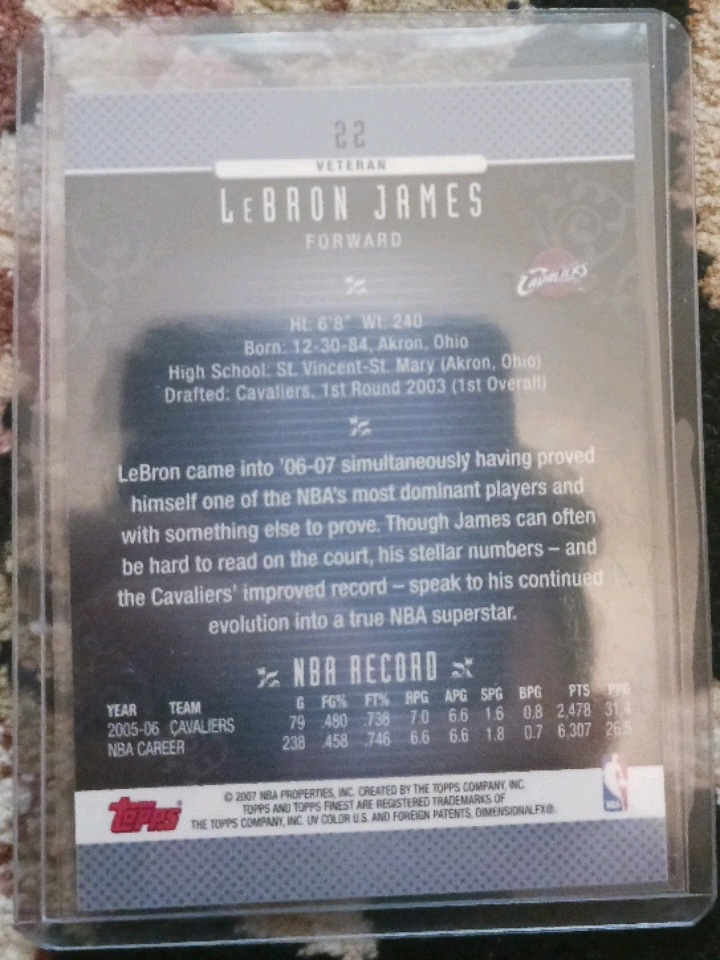 22
VETERAN
LEBRON JAMES
FORWARD
CAVALIERS
Ht: 6'8" Wt: 240
Born: 12-30-84, Akron, Ohio
High School: St. Vincent-St. Mary (Akron, Ohio)
Drafted: Cavaliers, 1st Round 2003 (1st Overall)
LeBron came into '06-07 simultaneously having proved
himself one of the NBA's most dominant players and
with something else to prove. Though James can often
be hard to read on the court, his stellar numbers – and
the Cavaliers' improved record – speak to his continued
evolution into a true NBA superstar.
NBA RECORD
YEAR TEAM G FG% FT% RPG APG SPG BPG PTS PPG
2005-06 CAVALIERS 79 .480 .738 7.0 6.6 1.6 0.8 2,478 31.4
NBA CAREER 238 .458 .746 6.6 6.6 1.8 0.7 6,307 26.5
© 2007 NBA PROPERTIES, INC. CREATED BY THE TOPPS COMPANY, INC.
TOPPS AND TOPPS FINEST ARE REGISTERED TRADEMARKS OF
THE TOPPS COMPANY, INC. UV COLOR U.S. AND FOREIGN PATENTS, DIMENSIONALFX®.
topps®
NBA